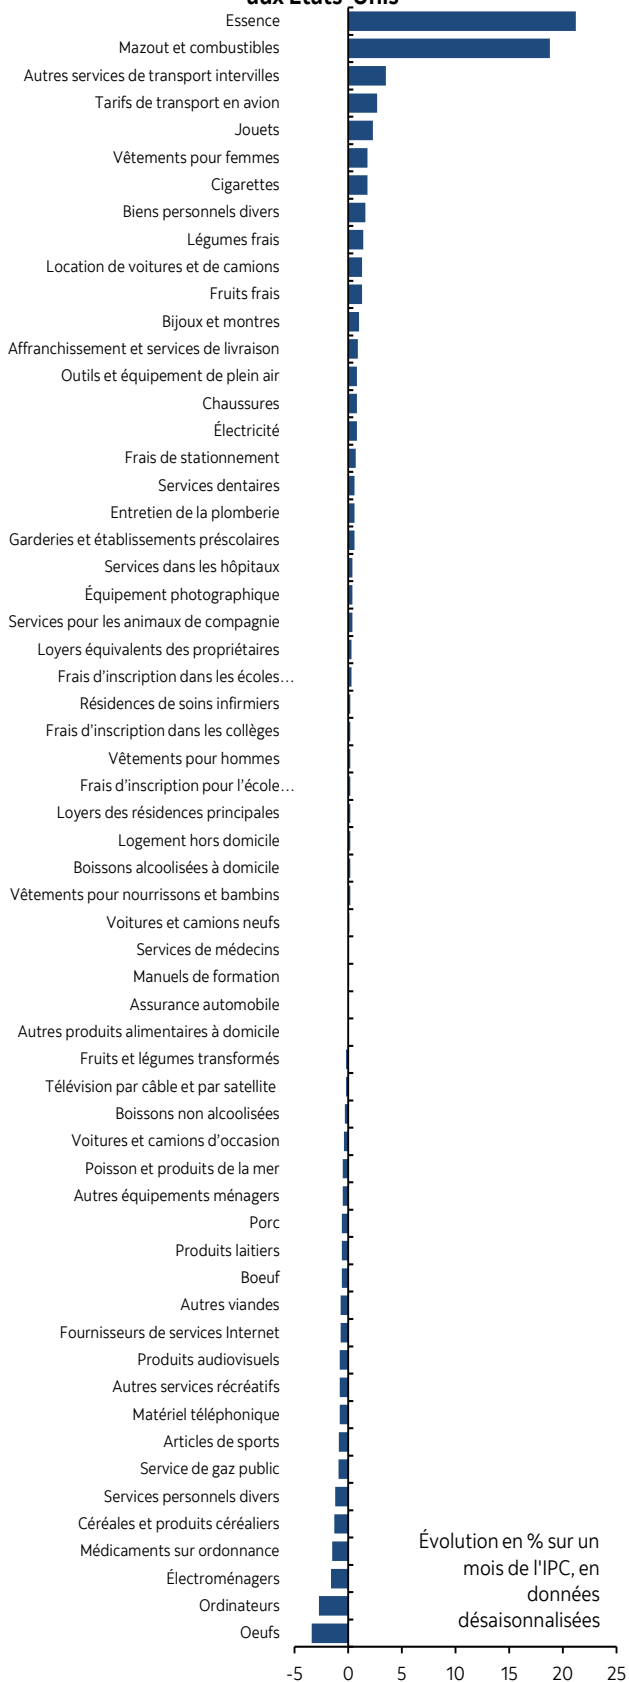 aux États-Unis
Essence
Mazout et combustibles
Autres services de transport intervilles
Tarifs de transport en avion
Jouets
Vêtements pour femmes
Cigarettes
Biens personnels divers
Légumes frais
Location de voitures et de camions
Fruits frais
Bijoux et montres
Affranchissement et services de livraison
Outils et équipement de plein air
Chaussures
Électricité
Frais de stationnement
Services dentaires
Entretien de la plomberie
Garderies et établissements préscolaires
Services dans les hôpitaux
Équipement photographique
Services pour les animaux de compagnie
Loyers équivalents des propriétaires
Frais d’inscription dans les écoles…
Résidences de soins infirmiers
Frais d’inscription dans les collèges
Vêtements pour hommes
Frais d’inscription pour l’école…
Loyers des résidences principales
Logement hors domicile
Boissons alcoolisées à domicile
Vêtements pour nourrissons et bambins
Voitures et camions neufs
Services de médecins
Manuels de formation
Assurance automobile
Autres produits alimentaires à domicile
Fruits et légumes transformés
Télévision par câble et par satellite
Boissons non alcoolisées
Voitures et camions d’occasion
Poisson et produits de la mer
Autres équipements ménagers
Porc
Produits laitiers
Boeuf
Autres viandes
Fournisseurs de services Internet
Produits audiovisuels
Autres services récréatifs
Matériel téléphonique
Articles de sports
Service de gaz public
Services personnels divers
Céréales et produits céréaliers
Médicaments sur ordonnance
Électroménagers
Ordinateurs
Oeufs
Évolution en % sur un
mois de l'IPC, en
données
désaisonnalisées
-5 0 5 10 15 20 25